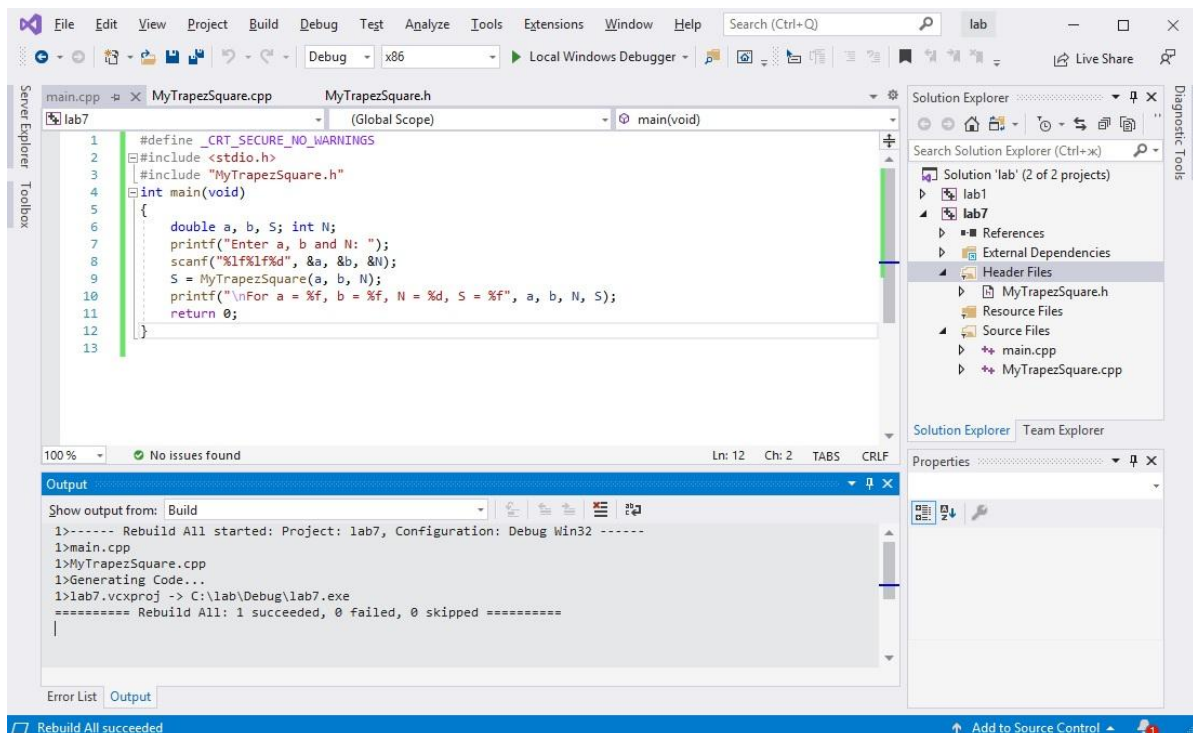 File Edit View Project Build Debug Test Analyze Tools Extensions Window Help Search (Ctrl+Q) lab
Debug x86 Local Windows Debugger Live Share
Server Explorer
Toolbox
main.cpp MyTrapezSquare.cpp MyTrapezSquare.h
lab7 (Global Scope) main(void)
1 #define _CRT_SECURE_NO_WARNINGS
2 #include <stdio.h>
3 #include "MyTrapezSquare.h"
4 int main(void)
5 {
6 double a, b, S; int N;
7 printf("Enter a, b and N: ");
8 scanf("%lf%lf%d", &a, &b, &N);
9 S = MyTrapezSquare(a, b, N);
10 printf("\nFor a = %f, b = %f, N = %d, S = %f", a, b, N, S);
11 return 0;
12 }
13
100 % No issues found Ln: 12 Ch: 2 TABS CRLF
Output
Show output from: Build
1>------ Rebuild All started: Project: lab7, Configuration: Debug Win32 ------
1>main.cpp
1>MyTrapezSquare.cpp
1>Generating Code...
1>lab7.vcxproj -> C:\lab\Debug\lab7.exe
========== Rebuild All: 1 succeeded, 0 failed, 0 skipped ==========
Error List Output
Solution Explorer
Search Solution Explorer (Ctrl+ж)
Solution 'lab' (2 of 2 projects)
lab1
lab7
References
External Dependencies
Header Files
MyTrapezSquare.h
Resource Files
Source Files
main.cpp
MyTrapezSquare.cpp
Solution Explorer Team Explorer
Properties
Diagnostic Tools
Rebuild All succeeded Add to Source Control 1